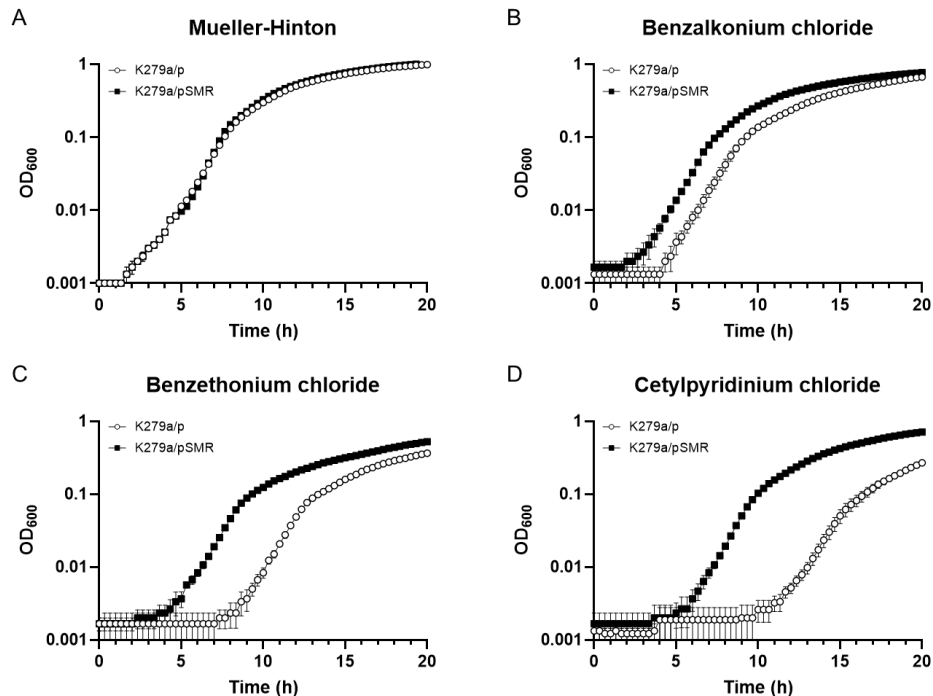 A
Mueller-Hinton
K279a/p
K279a/pSMR
1
0.1
0.01
0.001
OD600
0 5 10 15 20
Time (h)
B
Benzalkonium chloride
K279a/p
K279a/pSMR
1
0.1
0.01
0.001
OD600
0 5 10 15 20
Time (h)
C
Benzethonium chloride
K279a/p
K279a/pSMR
1
0.1
0.01
0.001
OD600
0 5 10 15 20
Time (h)
D
Cetylpyridinium chloride
K279a/p
K279a/pSMR
1
0.1
0.01
0.001
OD600
0 5 10 15 20
Time (h)